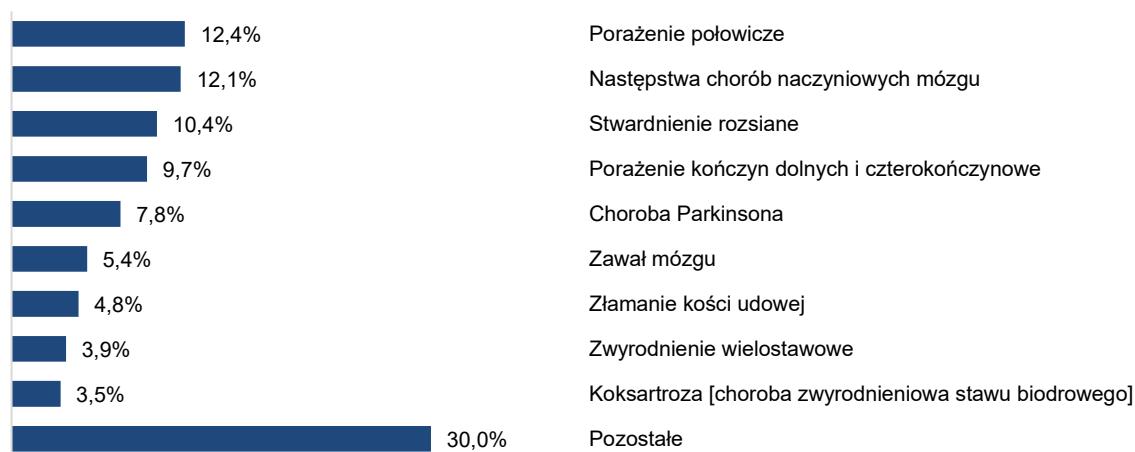 12,4% Porażenie połowicze
12,1% Następstwa chorób naczyniowych mózgu
10,4% Stwardnienie rozsiane
9,7% Porażenie kończyn dolnych i czterokończynowe
7,8% Choroba Parkinsona
5,4% Zawał mózgu
4,8% Złamanie kości udowej
3,9% Zwyrodnienie wielostawowe
3,5% Koksartroza [choroba zwyrodnieniowa stawu biodrowego]
30,0% Pozostałe